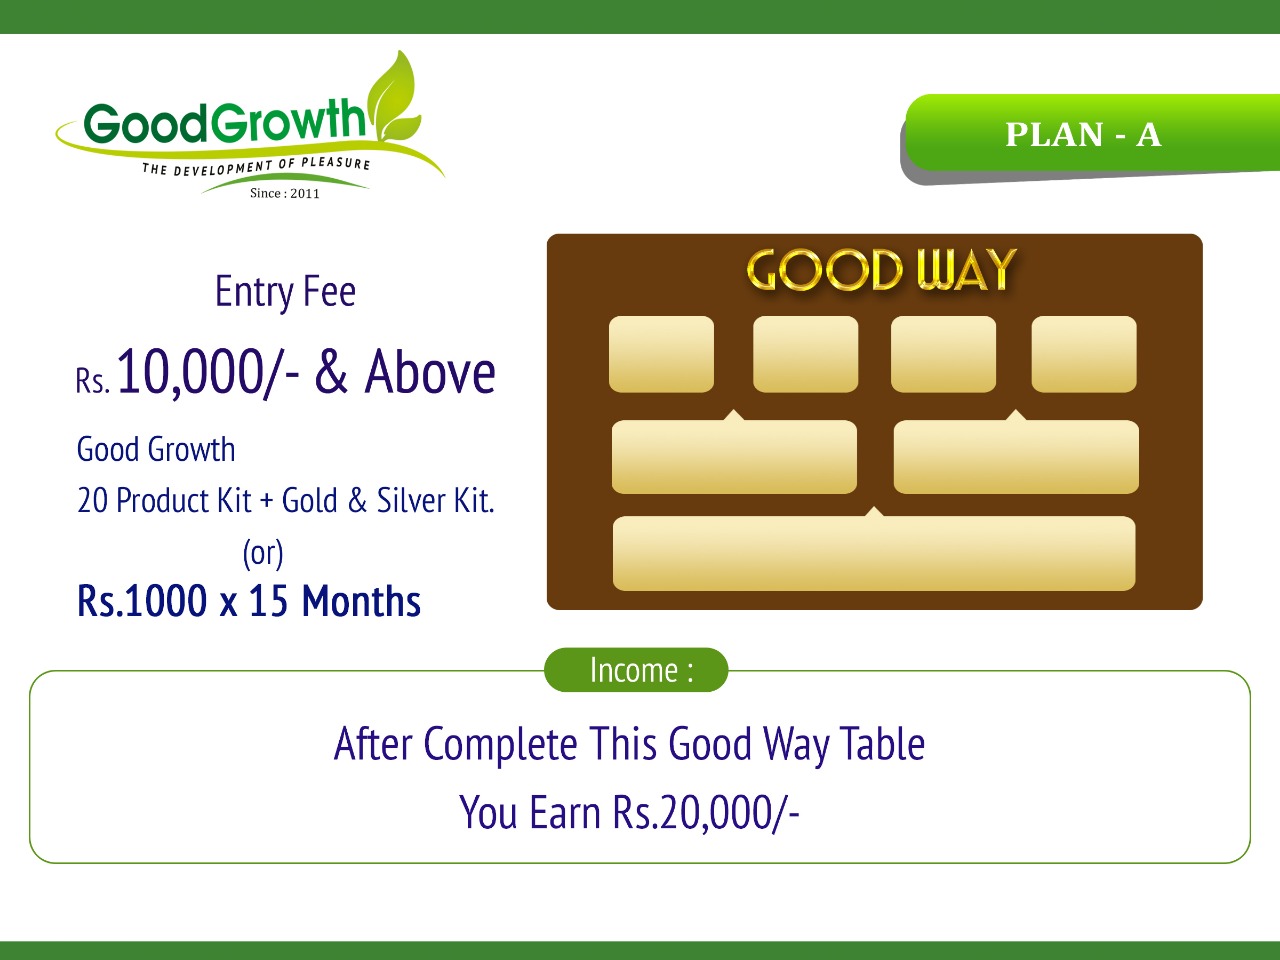 GoodGrowth
THE DEVELOPMENT OF PLEASURE
Since : 2011
PLAN - A
Entry Fee
Rs. 10,000/- & Above
Good Growth
20 Product Kit + Gold & Silver Kit.
(or)
Rs.1000 x 15 Months
GOOD WAY
Income :
After Complete This Good Way Table
You Earn Rs.20,000/-